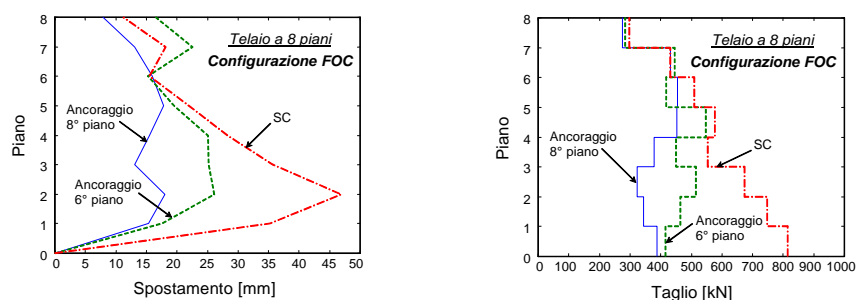 8
7
6
5
4
3
2
1
0
Piano
Telaio a 8 piani
Configurazione FOC
Ancoraggio
8° piano
SC
Ancoraggio
6° piano
0 5 10 15 20 25 30 35 40 45 50
Spostamento [mm]
8
7
6
5
4
3
2
1
0
Piano
Telaio a 8 piani
Configurazione FOC
Ancoraggio
8° piano
SC
Ancoraggio
6° piano
0 100 200 300 400 500 600 700 800 900 1000
Taglio [kN]